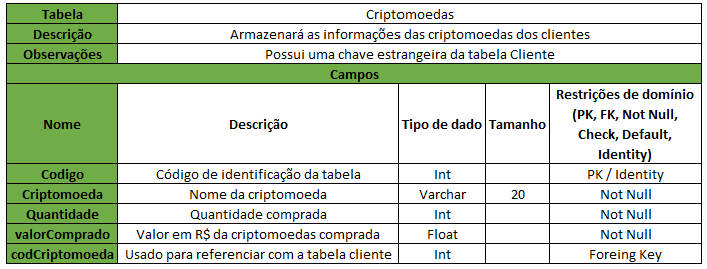 Tabela Criptomoedas
Descrição Armazenará as informações das criptomoedas dos clientes
Observações Possui uma chave estrangeira da tabela Cliente
Campos
Nome Descrição Tipo de dado Tamanho Restrições de domínio
(PK, FK, Not Null,
Check, Default,
Identity)
Codigo Código de identificação da tabela Int PK / Identity
Criptomoeda Nome da criptomoeda Varchar 20 Not Null
Quantidade Quantidade comprada Int Not Null
valorComprado Valor em R$ da criptomoedas comprada Float Not Null
codCriptomoeda Usado para referenciar com a tabela cliente Int Foreing Key